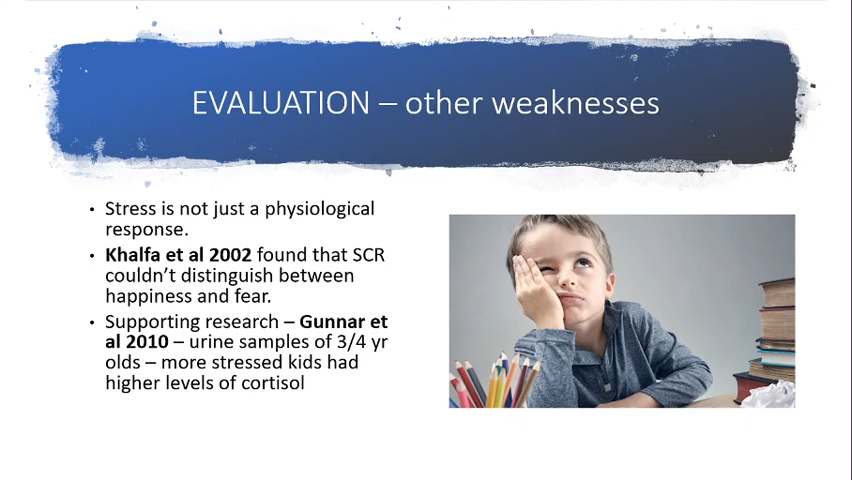 EVALUATION – other weaknesses
• Stress is not just a physiological
response.
• Khalfa et al 2002 found that SCR
couldn't distinguish between
happiness and fear.
• Supporting research – Gunnar et
al 2010 – urine samples of 3/4 yr
olds – more stressed kids had
higher levels of cortisol